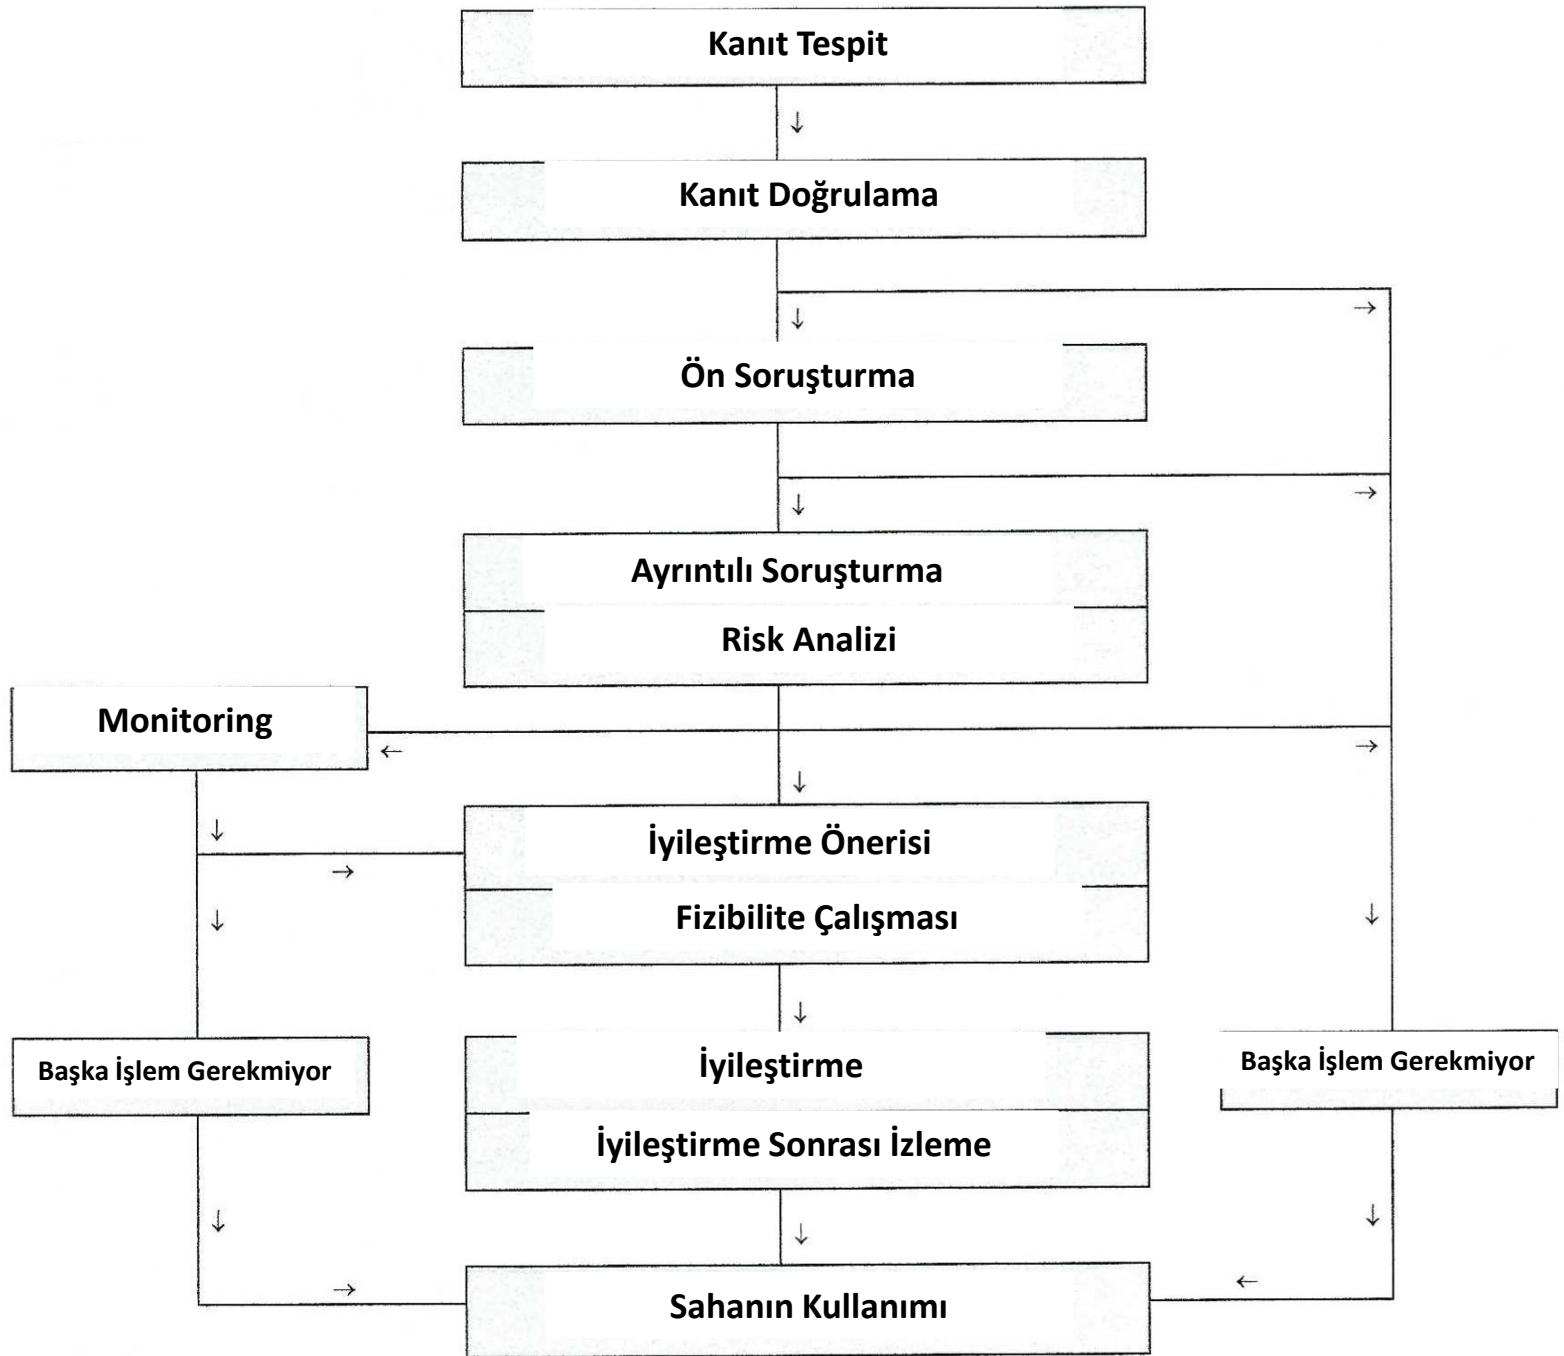 Kanıt Tespit
Kanıt Doğrulama
Ön Soruşturma
Ayrıntılı Soruşturma
Risk Analizi
Monitoring
İyileştirme Önerisi
Fizibilite Çalışması
Başka İşlem Gerekmiyor
İyileştirme
Başka İşlem Gerekmiyor
İyileştirme Sonrası İzleme
Sahanın Kullanımı